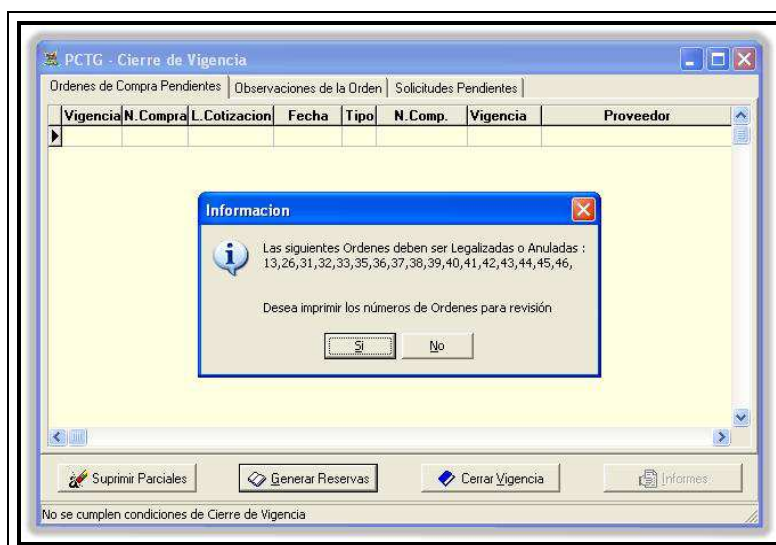 PCTG - Cierre de Vigencia
Ordenes de Compra Pendientes Observaciones de la Orden Solicitudes Pendientes
Vigencia N.Compra L.Cotizacion Fecha Tipo N.Comp. Vigencia Proveedor
Informacion
Las siguientes Ordenes deben ser Legalizadas o Anuladas :
13,26,31,32,33,35,36,37,38,39,40,41,42,43,44,45,46,
Desea imprimir los números de Ordenes para revisión
Si No
Suprimir Parciales Generar Reservas Cerrar Vigencia Informes
No se cumplen condiciones de Cierre de Vigencia